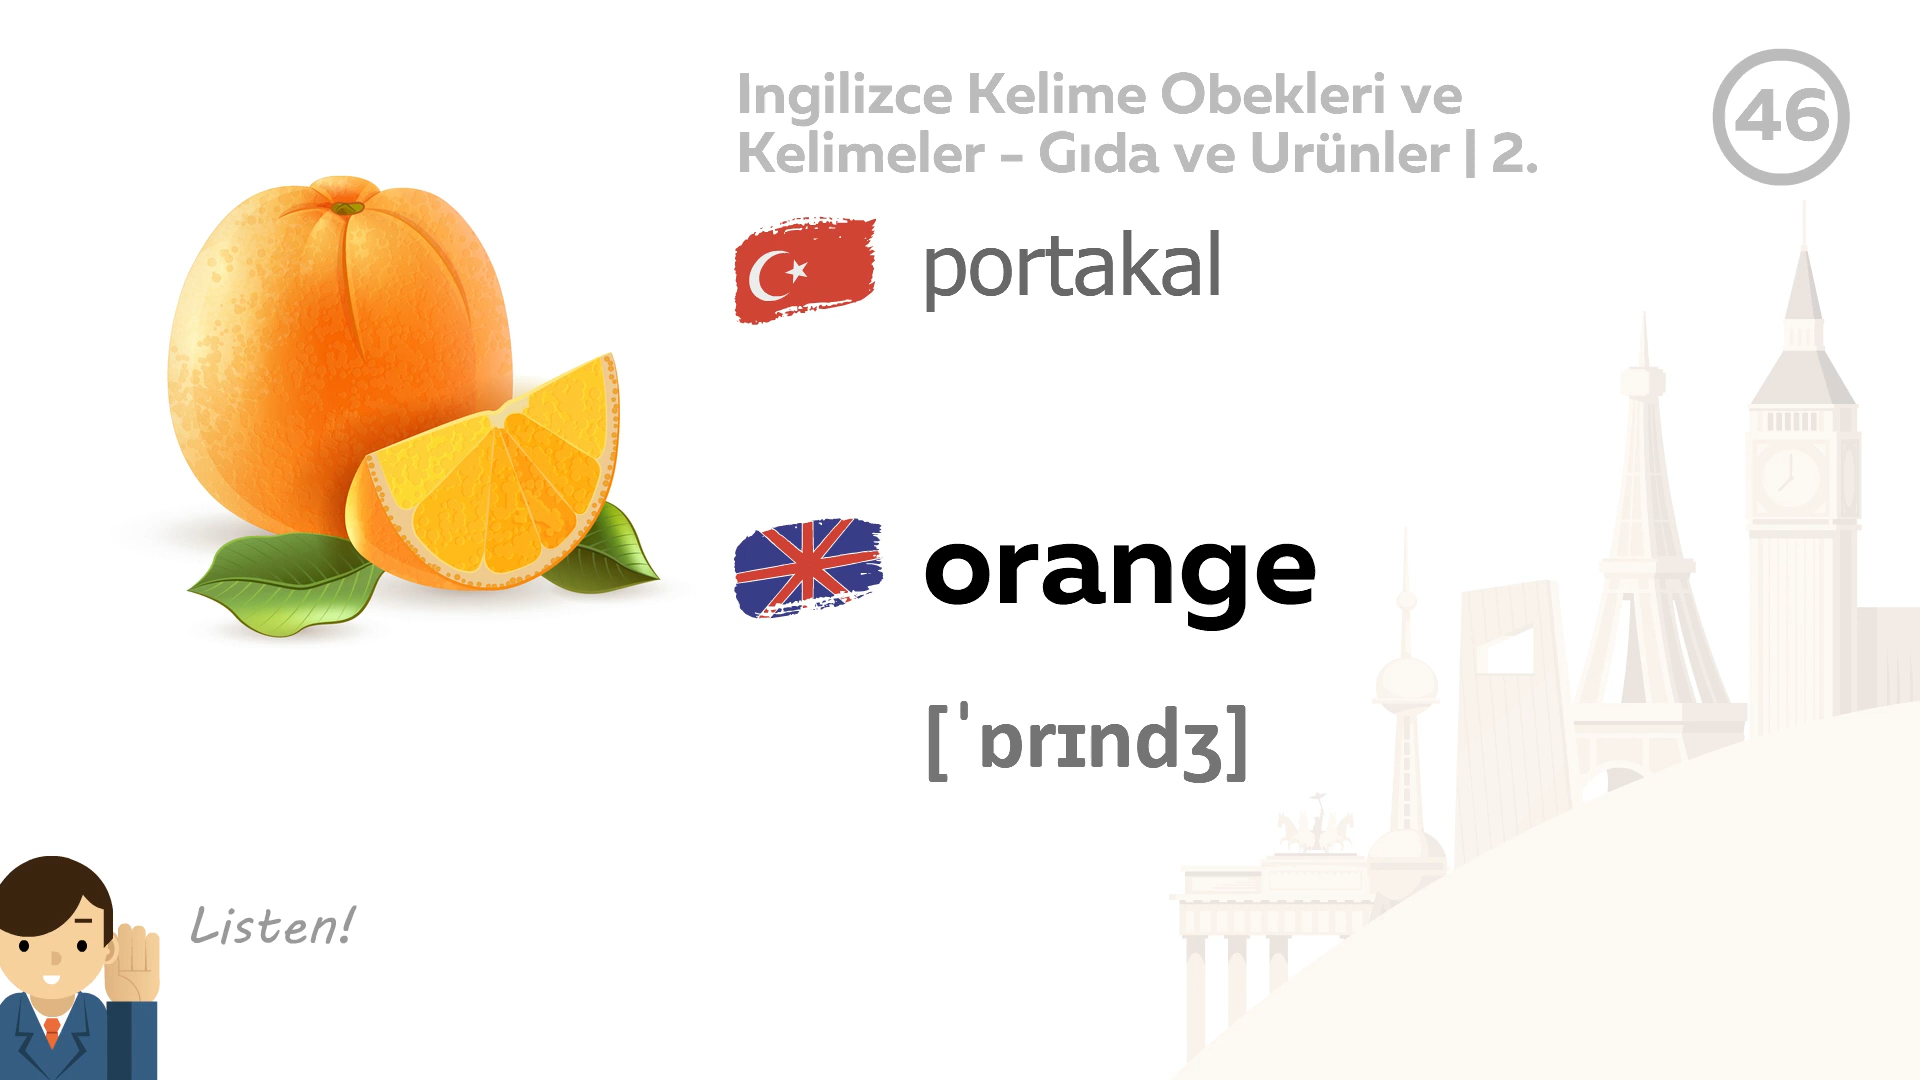 Ingilizce Kelime Obekleri ve
Kelimeler - Gıda ve Urünler | 2.
46
portakal
orange
[ˈɒrɪndʒ]
Listen!